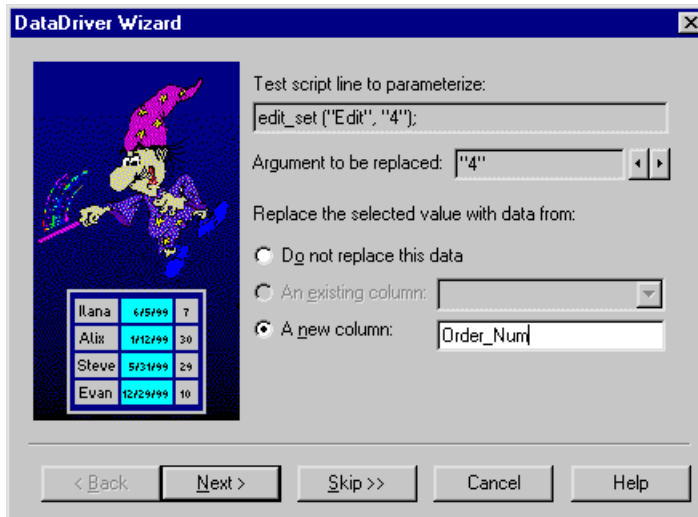 DataDriver Wizard
Test script line to parameterize:
edit_set ("Edit", "4");
Argument to be replaced: "4"
Replace the selected value with data from:
Do not replace this data
An existing column:
A new column: Order_Num
Ilana 6/5/99 7
Alix 1/12/99 30
Steve 5/31/99 29
Evan 12/29/99 10
< Back Next > Skip >> Cancel Help